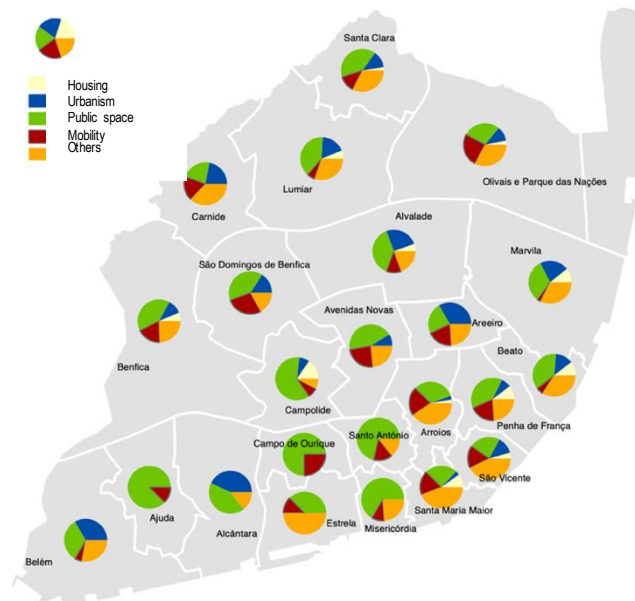 Housing
Urbanism
Public space
Mobility
Others
Santa Clara
Lumiar
Olivais e Parque das Nações
Carnide
Alvalade
São Domingos de Benfica
Marvila
Avenidas Novas
Areeiro
Benfica
Beato
Campolide
Arroios
Penha de França
Campo de Ourique
Santo António
São Vicente
Ajuda
Alcântara
Estrela
Misericórdia
Santa Maria Maior
Belém